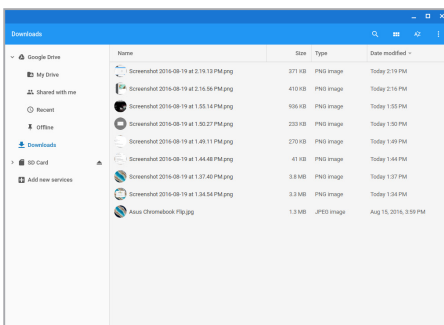 Downloads
Google Drive
My Drive
Shared with me
Recent
Offline
Downloads
SD Card
Add new services
Name Size Type Date modified
Screenshot 2016-08-19 at 2.19.13 PM.png 371 KB PNG image Today 2:19 PM
Screenshot 2016-08-19 at 2.16.56 PM.png 410 KB PNG image Today 2:16 PM
Screenshot 2016-08-19 at 1.55.14 PM.png 936 KB PNG image Today 1:55 PM
Screenshot 2016-08-19 at 1.50.27 PM.png 233 KB PNG image Today 1:50 PM
Screenshot 2016-08-19 at 1.49.11 PM.png 270 KB PNG image Today 1:49 PM
Screenshot 2016-08-19 at 1.44.48 PM.png 41 KB PNG image Today 1:44 PM
Screenshot 2016-08-19 at 1.37.40 PM.png 3.8 MB PNG image Today 1:37 PM
Screenshot 2016-08-19 at 1.34.54 PM.png 3.3 MB PNG image Today 1:34 PM
Asus Chromebook Flip.jpg 1.3 MB JPEG image Aug 15, 2016, 3:59 PM